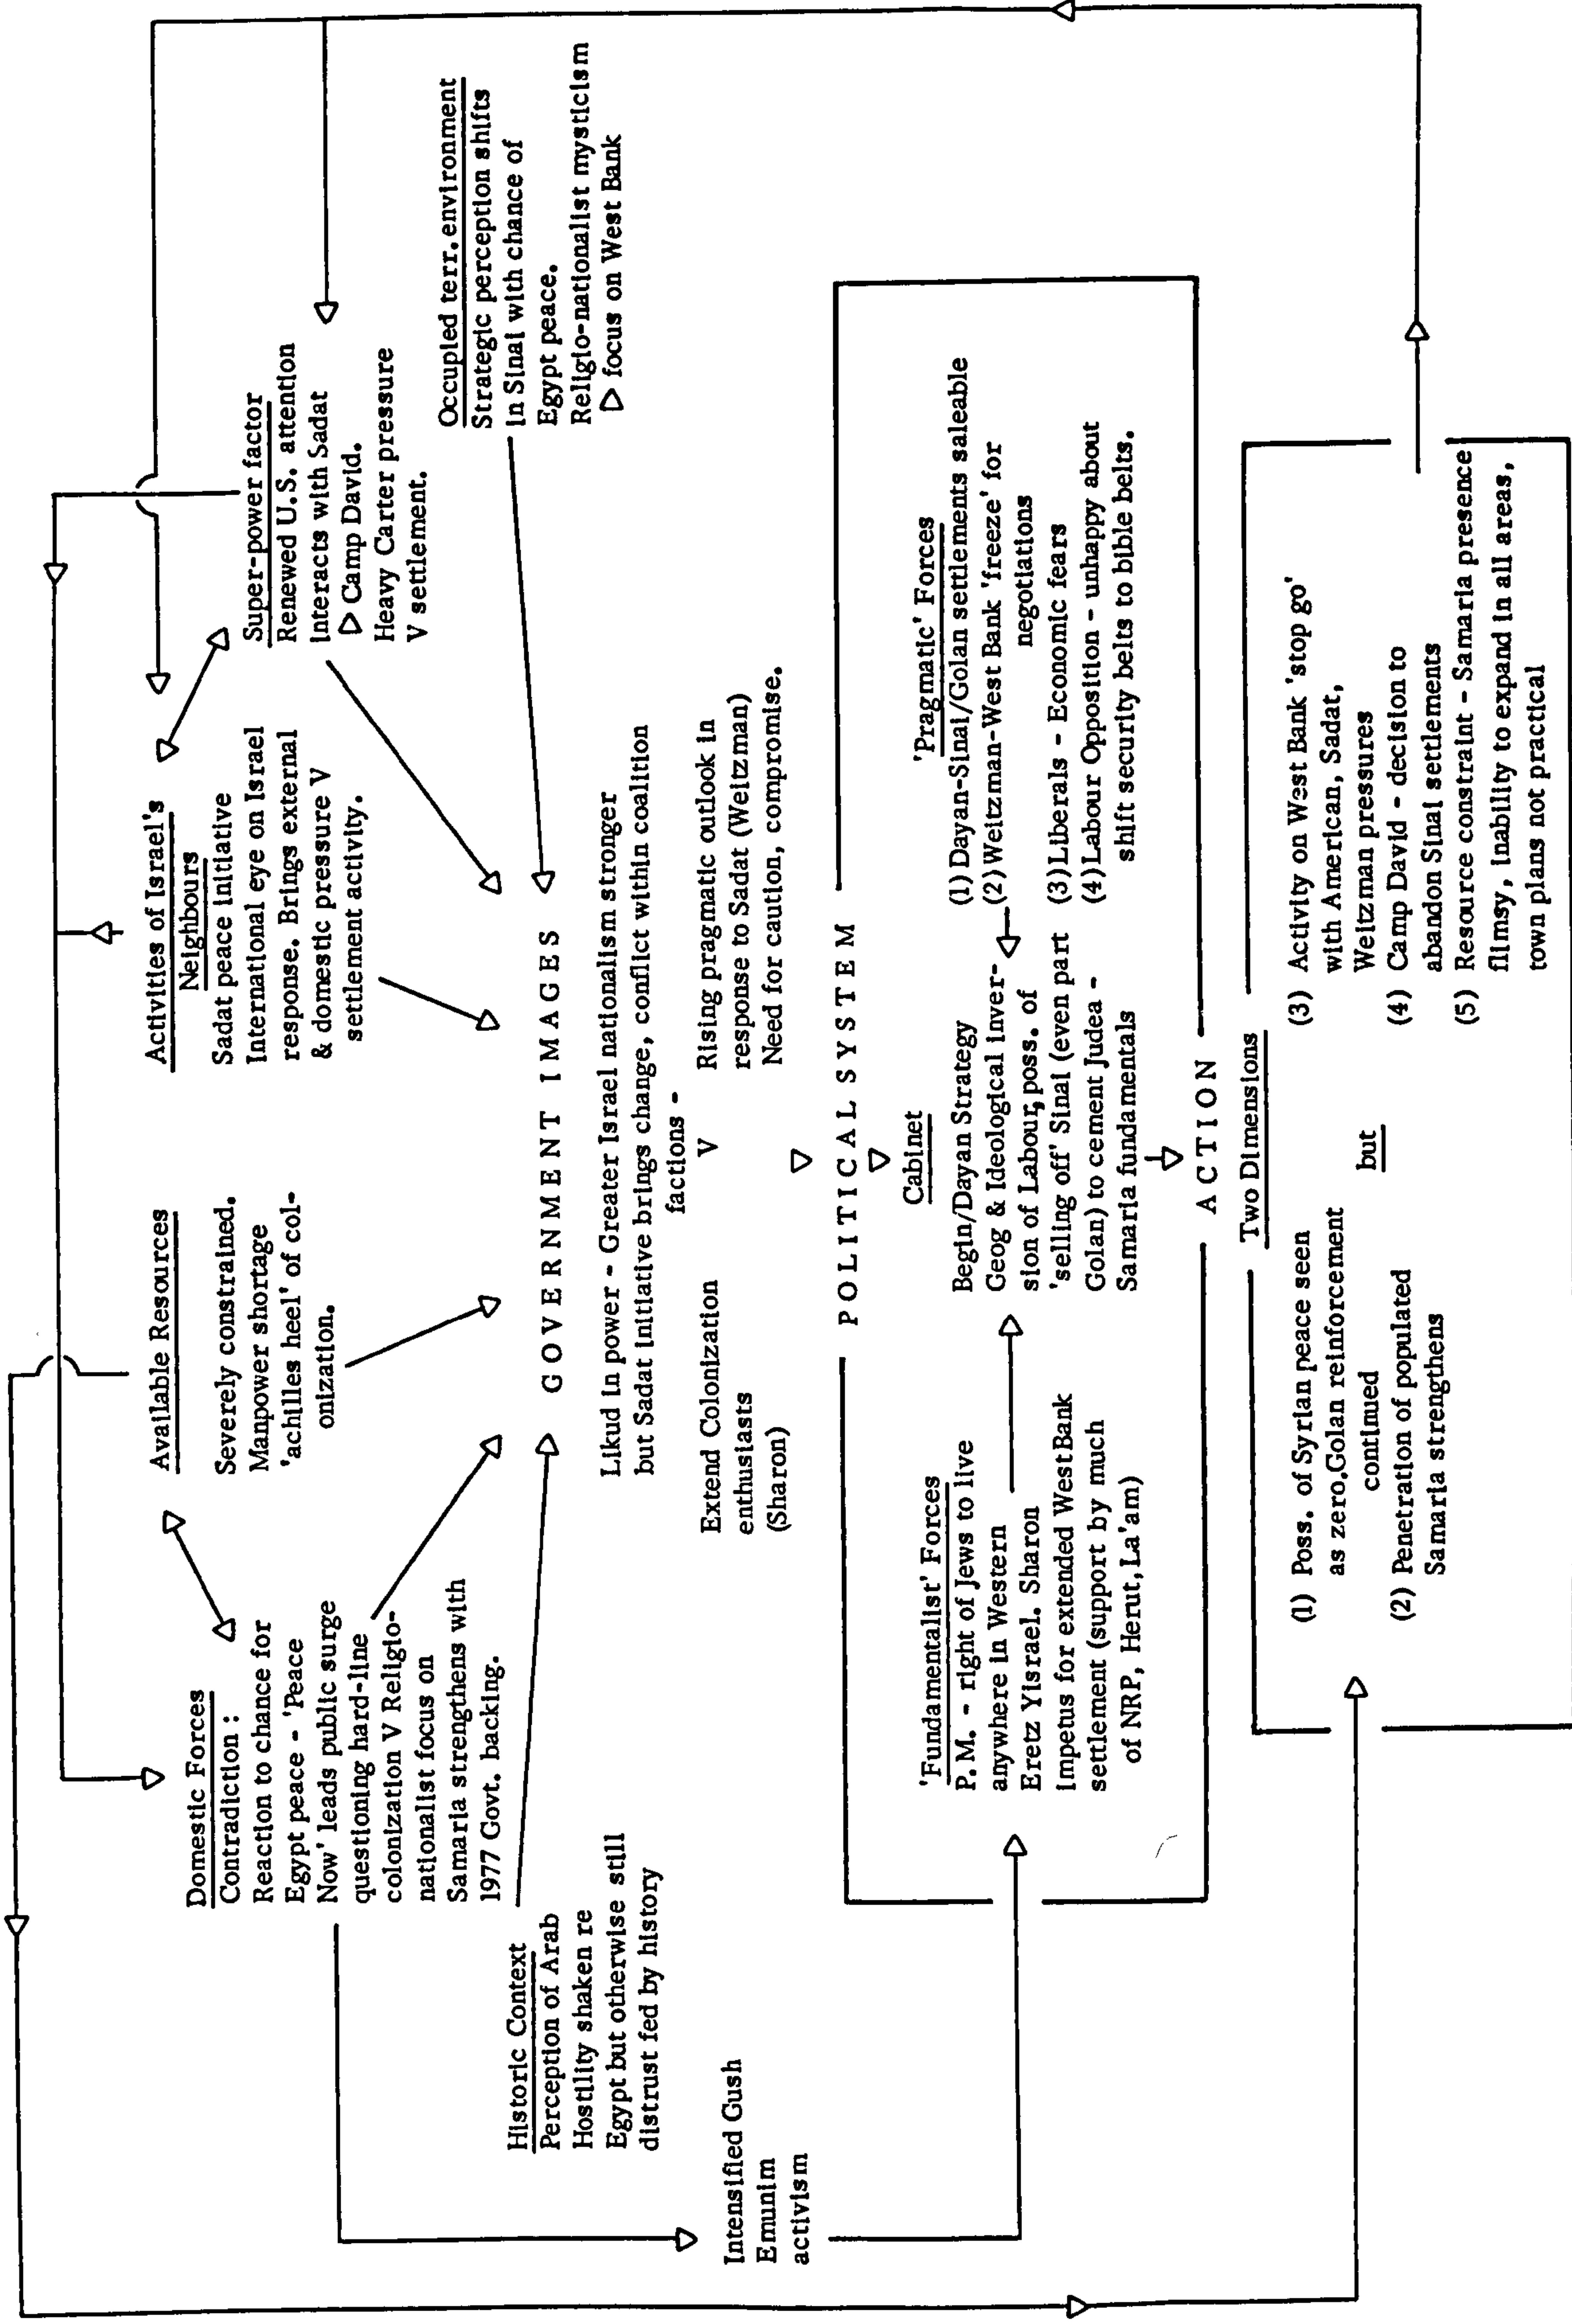 Domestic Forces
Contradiction :
Reaction to chance for
Egypt peace - 'Peace
Now' leads public surge
questioning hard-line
colonization V Religio-
nationalist focus on
Samaria strengthens with
1977 Govt. backing.
Available Resources
Severely constrained.
Manpower shortage
'achilles heel' of col-
onization.
Activities of Israel's
Neighbours
Sadat peace initiative
International eye on Israel
response. Brings external
& domestic pressure V
settlement activity.
Super-power factor
Renewed U.S. attention
interacts with Sadat
▷ Camp David.
Heavy Carter pressure
V settlement.
Historic Context
Perception of Arab
Hostility shaken re
Egypt but otherwise still
distrust fed by history
Occupied terr. environment
Strategic perception shifts
in Sinai with chance of
Egypt peace.
Religio-nationalist mysticism
▷ focus on West Bank
GOVERNMENT IMAGES
Likud in power - Greater Israel nationalism stronger
but Sadat initiative brings change, conflict within coalition
factions -
Extend Colonization
enthusiasts
(Sharon)
V
Rising pragmatic outlook in
response to Sadat (Weitzman)
Need for caution, compromise.
Intensified Gush
Emunim
activism
POLITICAL SYSTEM
Cabinet
'Fundamentalist' Forces
P.M. - right of Jews to live
anywhere in Western
Eretz Yisrael. Sharon
impetus for extended West Bank
settlement (support by much
of NRP, Herut, La'am)
Begin/Dayan Strategy
Geog & Ideological inver-
sion of Labour, poss. of
'selling off' Sinai (even part
Golan) to cement Judea -
Samaria fundamentals
'Pragmatic' Forces
(1) Dayan-Sinai/Golan settlements saleable
(2) Weitzman-West Bank 'freeze' for
negotiations
(3) Liberals - Economic fears
(4) Labour Opposition - unhappy about
shift security belts to bible belts.
ACTION
Two Dimensions
(1) Poss. of Syrian peace seen
as zero, Golan reinforcement
continued
(2) Penetration of populated
Samaria strengthens
but
(3) Activity on West Bank 'stop go'
with American, Sadat,
Weitzman pressures
(4) Camp David - decision to
abandon Sinai settlements
(5) Resource constraint - Samaria presence
flimsy, inability to expand in all areas,
town plans not practical